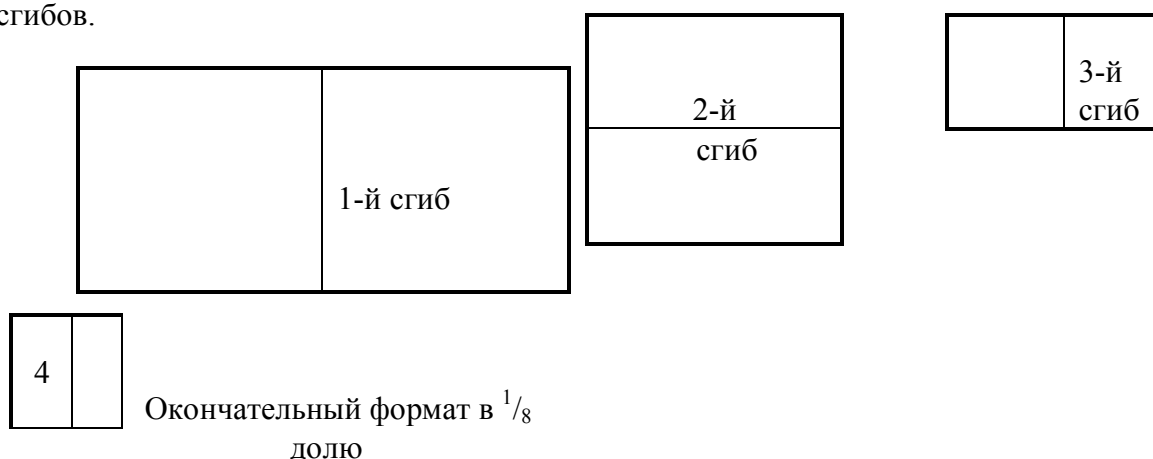 сгибов.
1-й сгиб
2-й
сгиб
3-й
сгиб
4
Окончательный формат в 1/8
долю